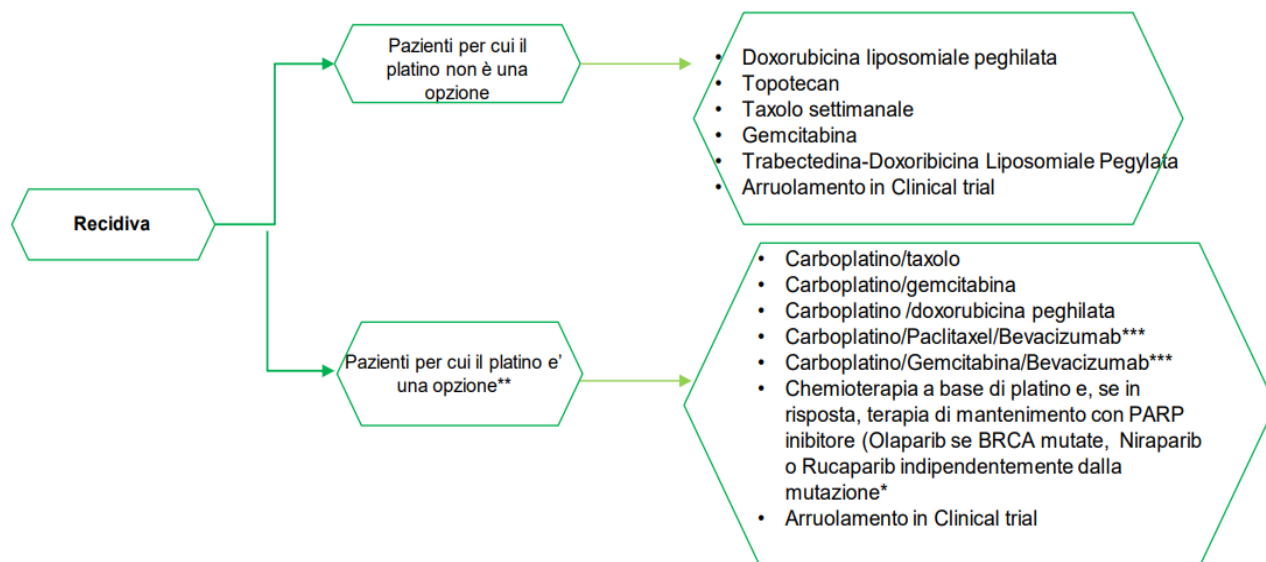 Pazienti per cui il
platino non è una
opzione
• Doxorubicina liposomiale peghilata
• Topotecan
• Taxolo settimanale
• Gemcitabina
• Trabectedina-Doxoribicina Liposomiale Pegylata
• Arruolamento in Clinical trial
Recidiva
Pazienti per cui il platino e'
una opzione**
• Carboplatino/taxolo
• Carboplatino/gemcitabina
• Carboplatino /doxorubicina peghilata
• Carboplatino/Paclitaxel/Bevacizumab***
• Carboplatino/Gemcitabina/Bevacizumab***
• Chemioterapia a base di platino e, se in
risposta, terapia di mantenimento con PARP
inibitore (Olaparib se BRCA mutate, Niraparib
o Rucaparib indipendentemente dalla
mutazione*
• Arruolamento in Clinical trial